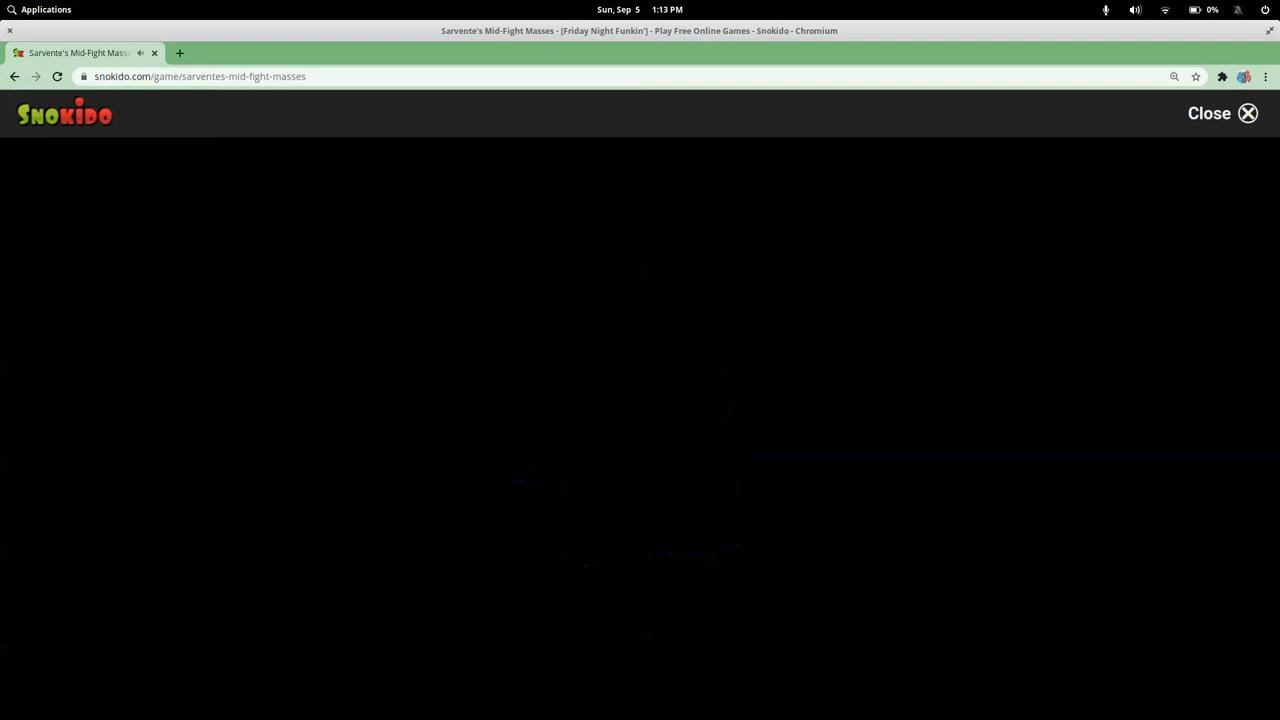 Applications
Sun, Sep 5 1:13 PM
0%
Sarvente's Mid-Fight Masses - [Friday Night Funkin'] - Play Free Online Games - Snokido - Chromium
Sarvente's Mid-Fight Mass
snokido.com/game/sarventes-mid-fight-masses
SNOKIDO
Close